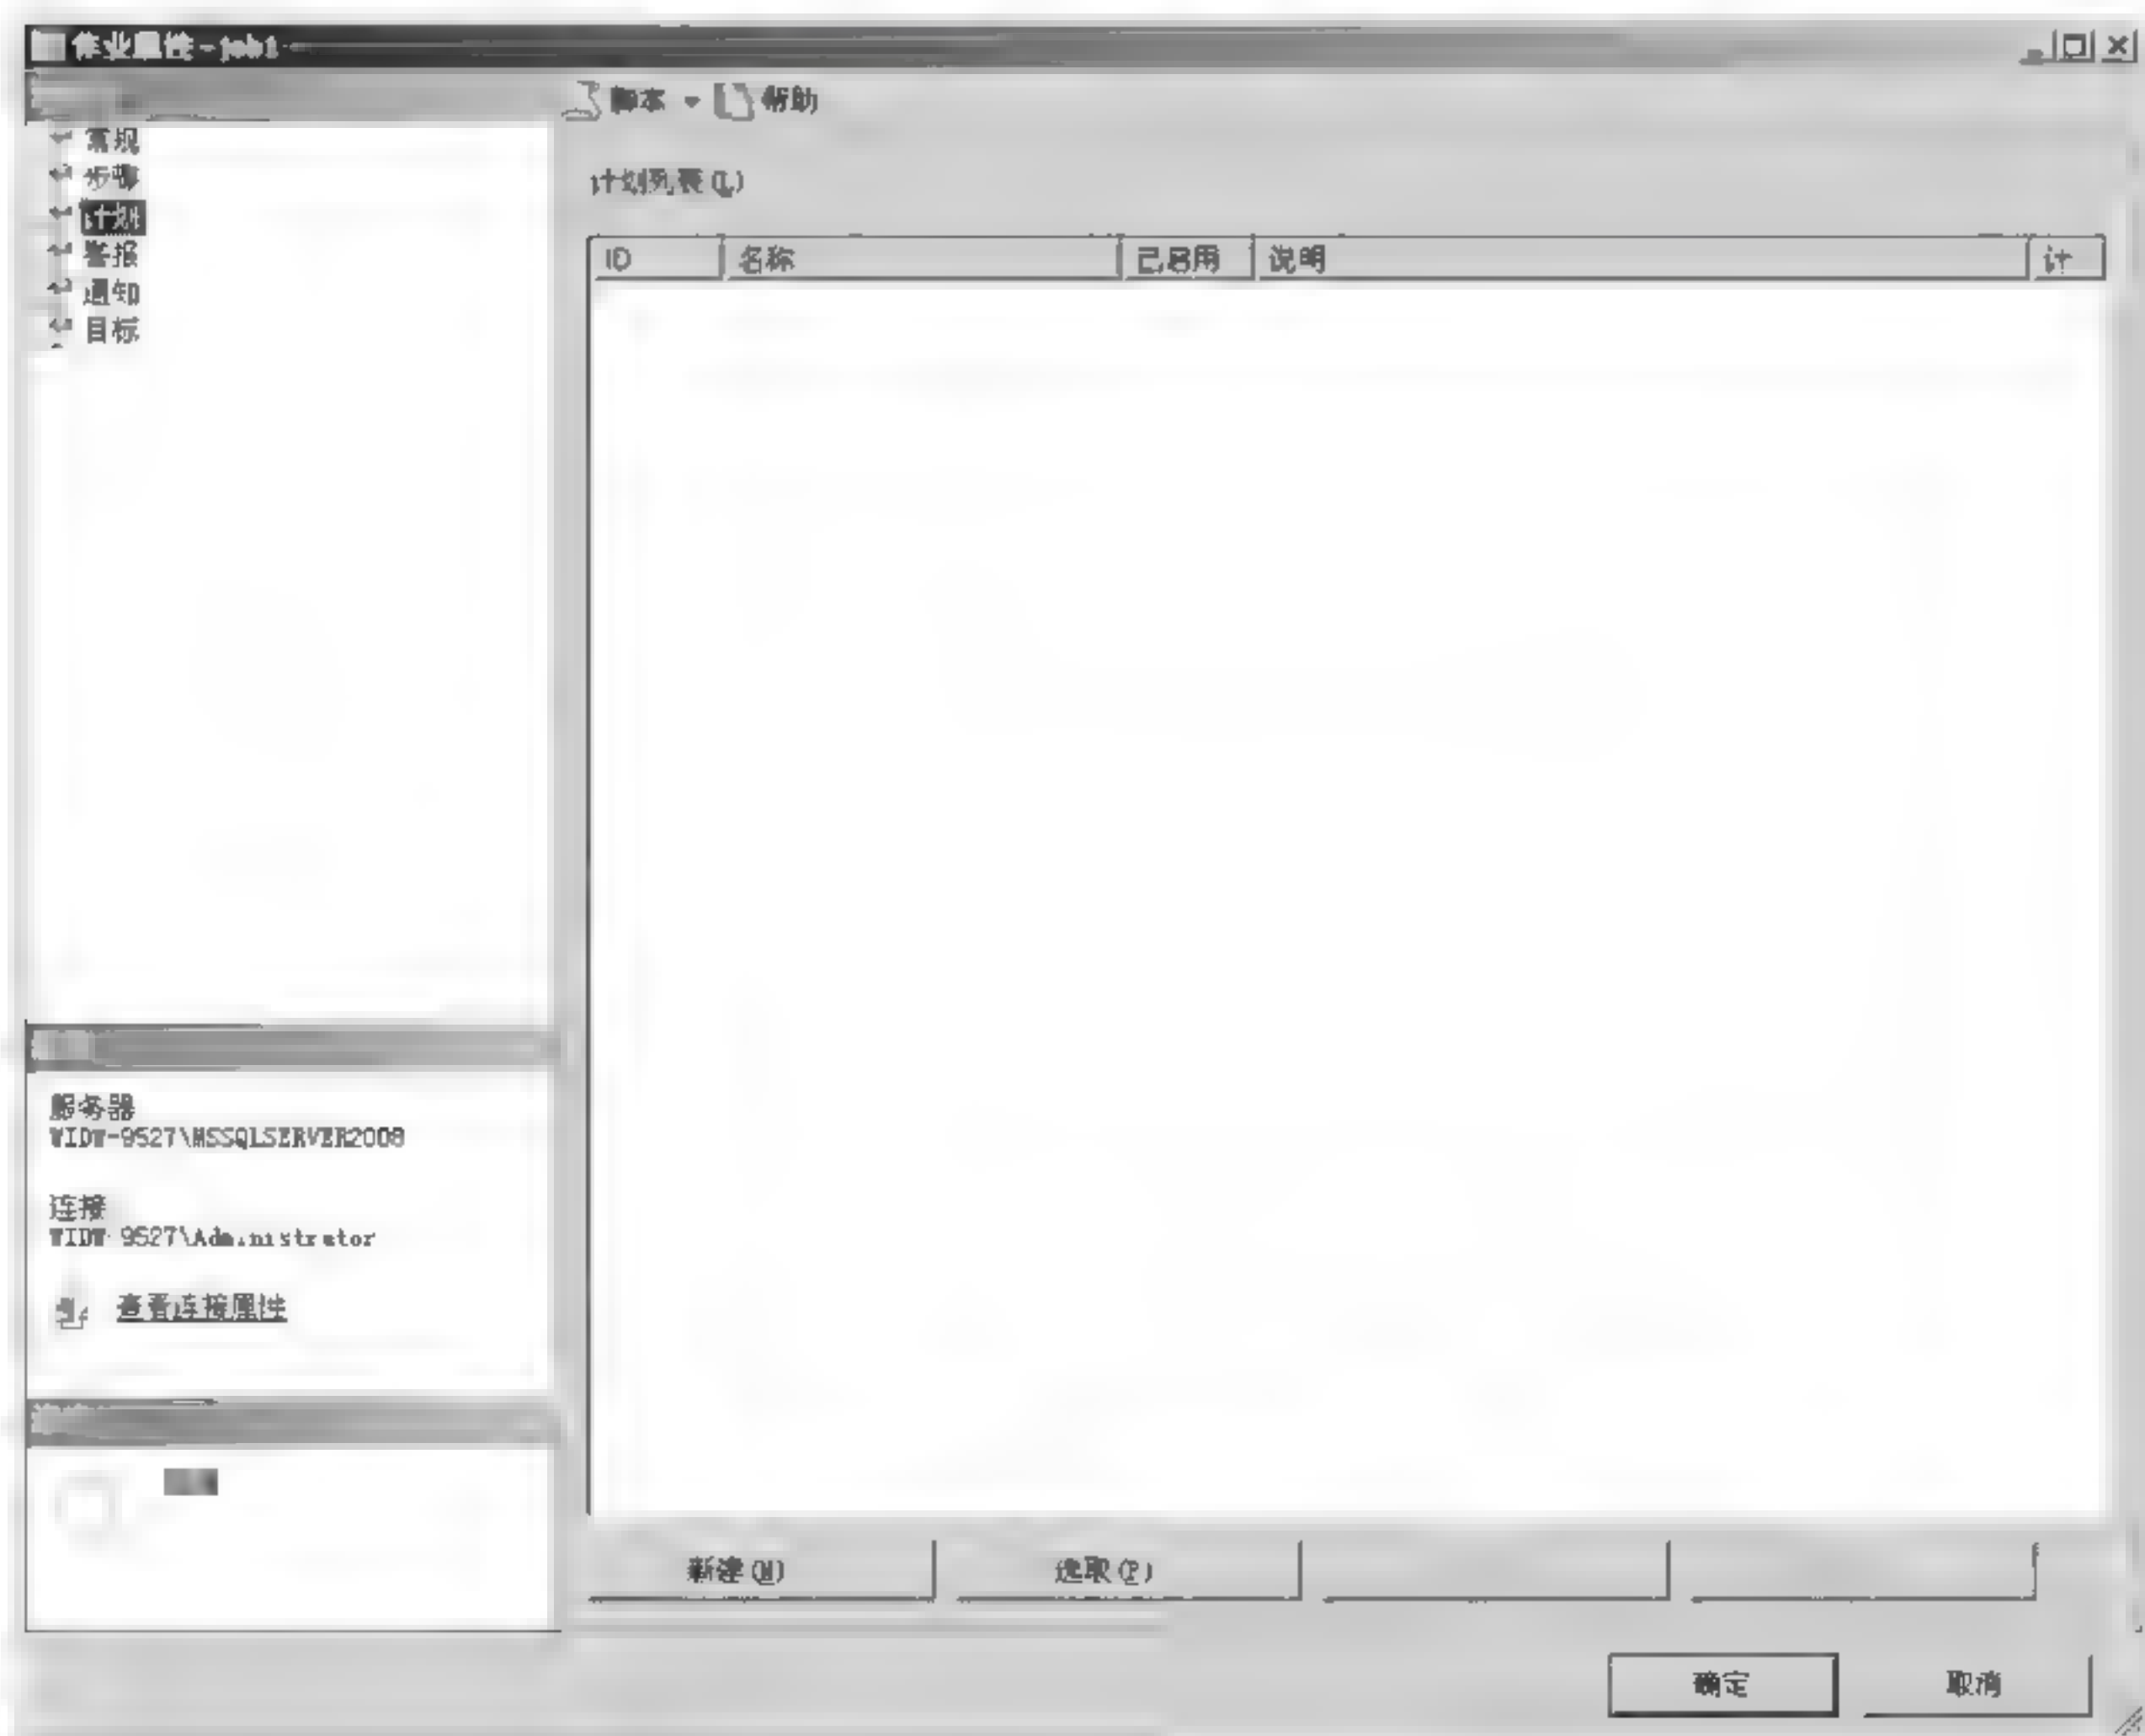 作业属性 - job1
脚本 帮助
常规
步骤
计划
警报
通知
目标
计划列表(L)
ID 名称 已启用 说明 计
服务器
WIDW-9527\MSSQLSERVER2008
连接
WIDW-9527\Administrator
查看连接属性
新建(N) 选取(P)
确定 取消